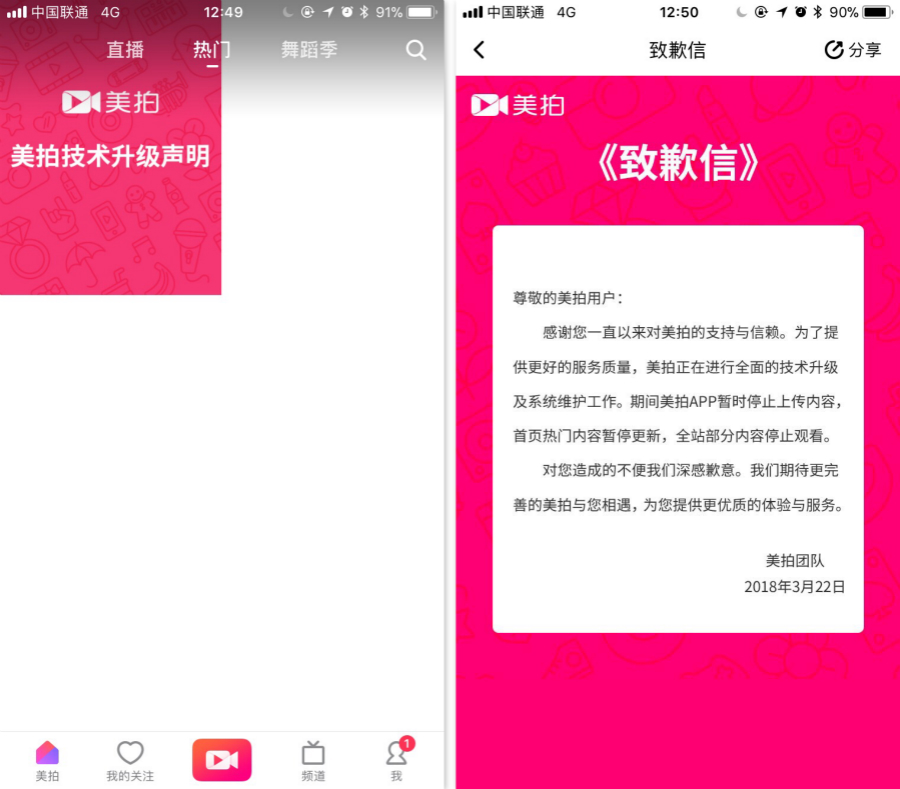 中国联通 4G 12:49 91%
直播 热门 舞蹈季
美拍
美拍技术升级声明
美拍 我的关注 频道 我
1
中国联通 4G 12:50 90%
致歉信 分享
美拍
《致歉信》
尊敬的美拍用户：
感谢您一直以来对美拍的支持与信赖。为了提
供更好的服务质量，美拍正在进行全面的技术升级
及系统维护工作。期间美拍APP暂时停止上传内容，
首页热门内容暂停更新，全站部分内容停止观看。
对您造成的不便我们深感歉意。我们期待更完
善的美拍与您相遇，为您提供更优质的体验与服务。
美拍团队
2018年3月22日